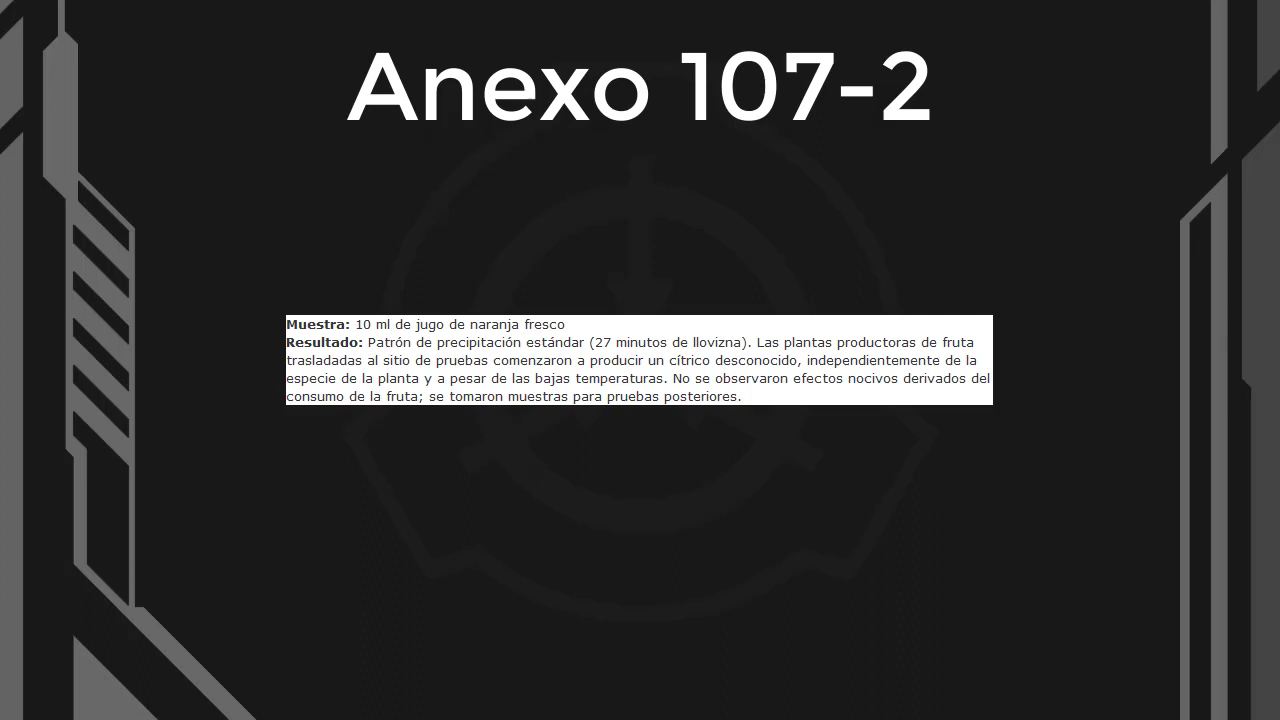 Anexo 107-2
Muestra: 10 ml de jugo de naranja fresco
Resultado: Patrón de precipitación estándar (27 minutos de llovizna). Las plantas productoras de fruta
trasladadas al sitio de pruebas comenzaron a producir un cítrico desconocido, independientemente de la
especie de la planta y a pesar de las bajas temperaturas. No se observaron efectos nocivos derivados del
consumo de la fruta; se tomaron muestras para pruebas posteriores.